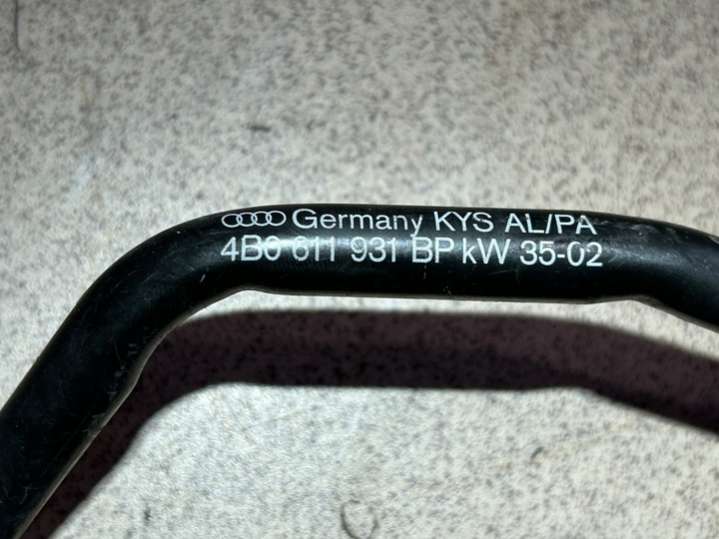 Germany KYS AL/PA
4B0 611 931 BP kW 35-02